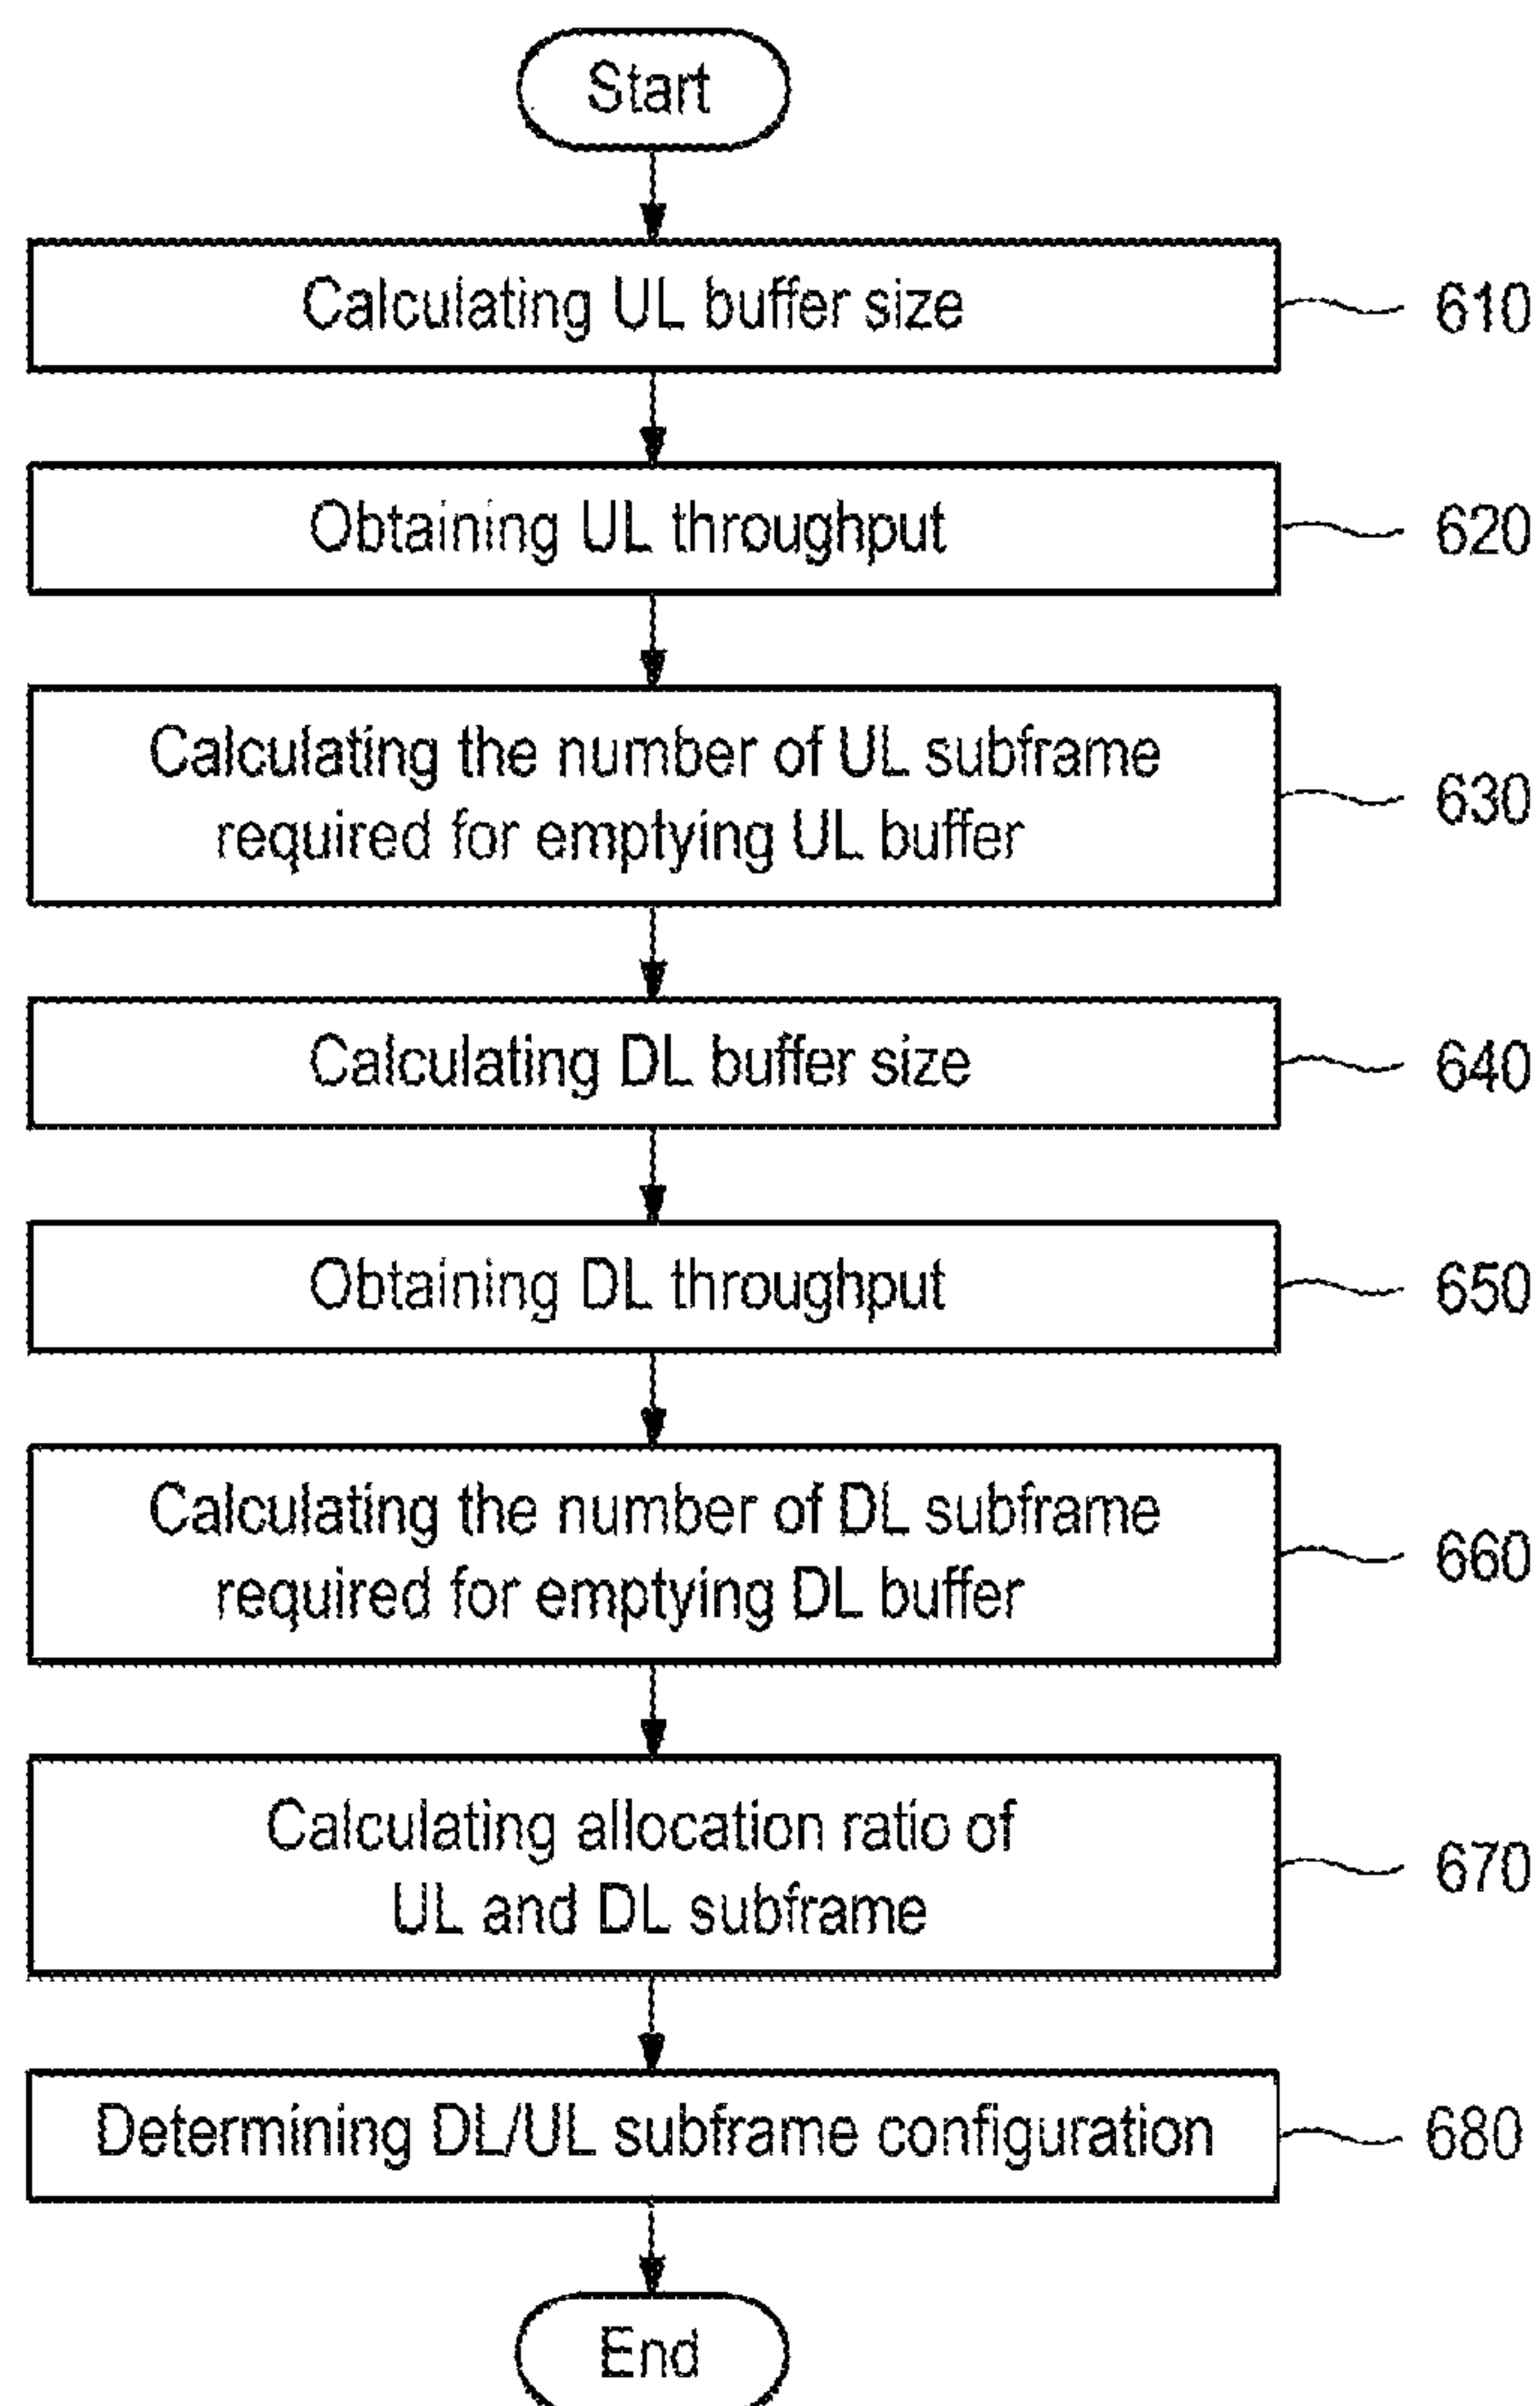 Start
Calculating UL buffer size
610
Obtaining UL throughput
620
Calculating the number of UL subframe
required for emptying UL buffer
630
Calculating DL buffer size
640
Obtaining DL throughput
650
Calculating the number of DL subframe
required for emptying DL buffer
660
Calculating allocation ratio of
UL and DL subframe
670
Determining DL/UL subframe configuration
680
End